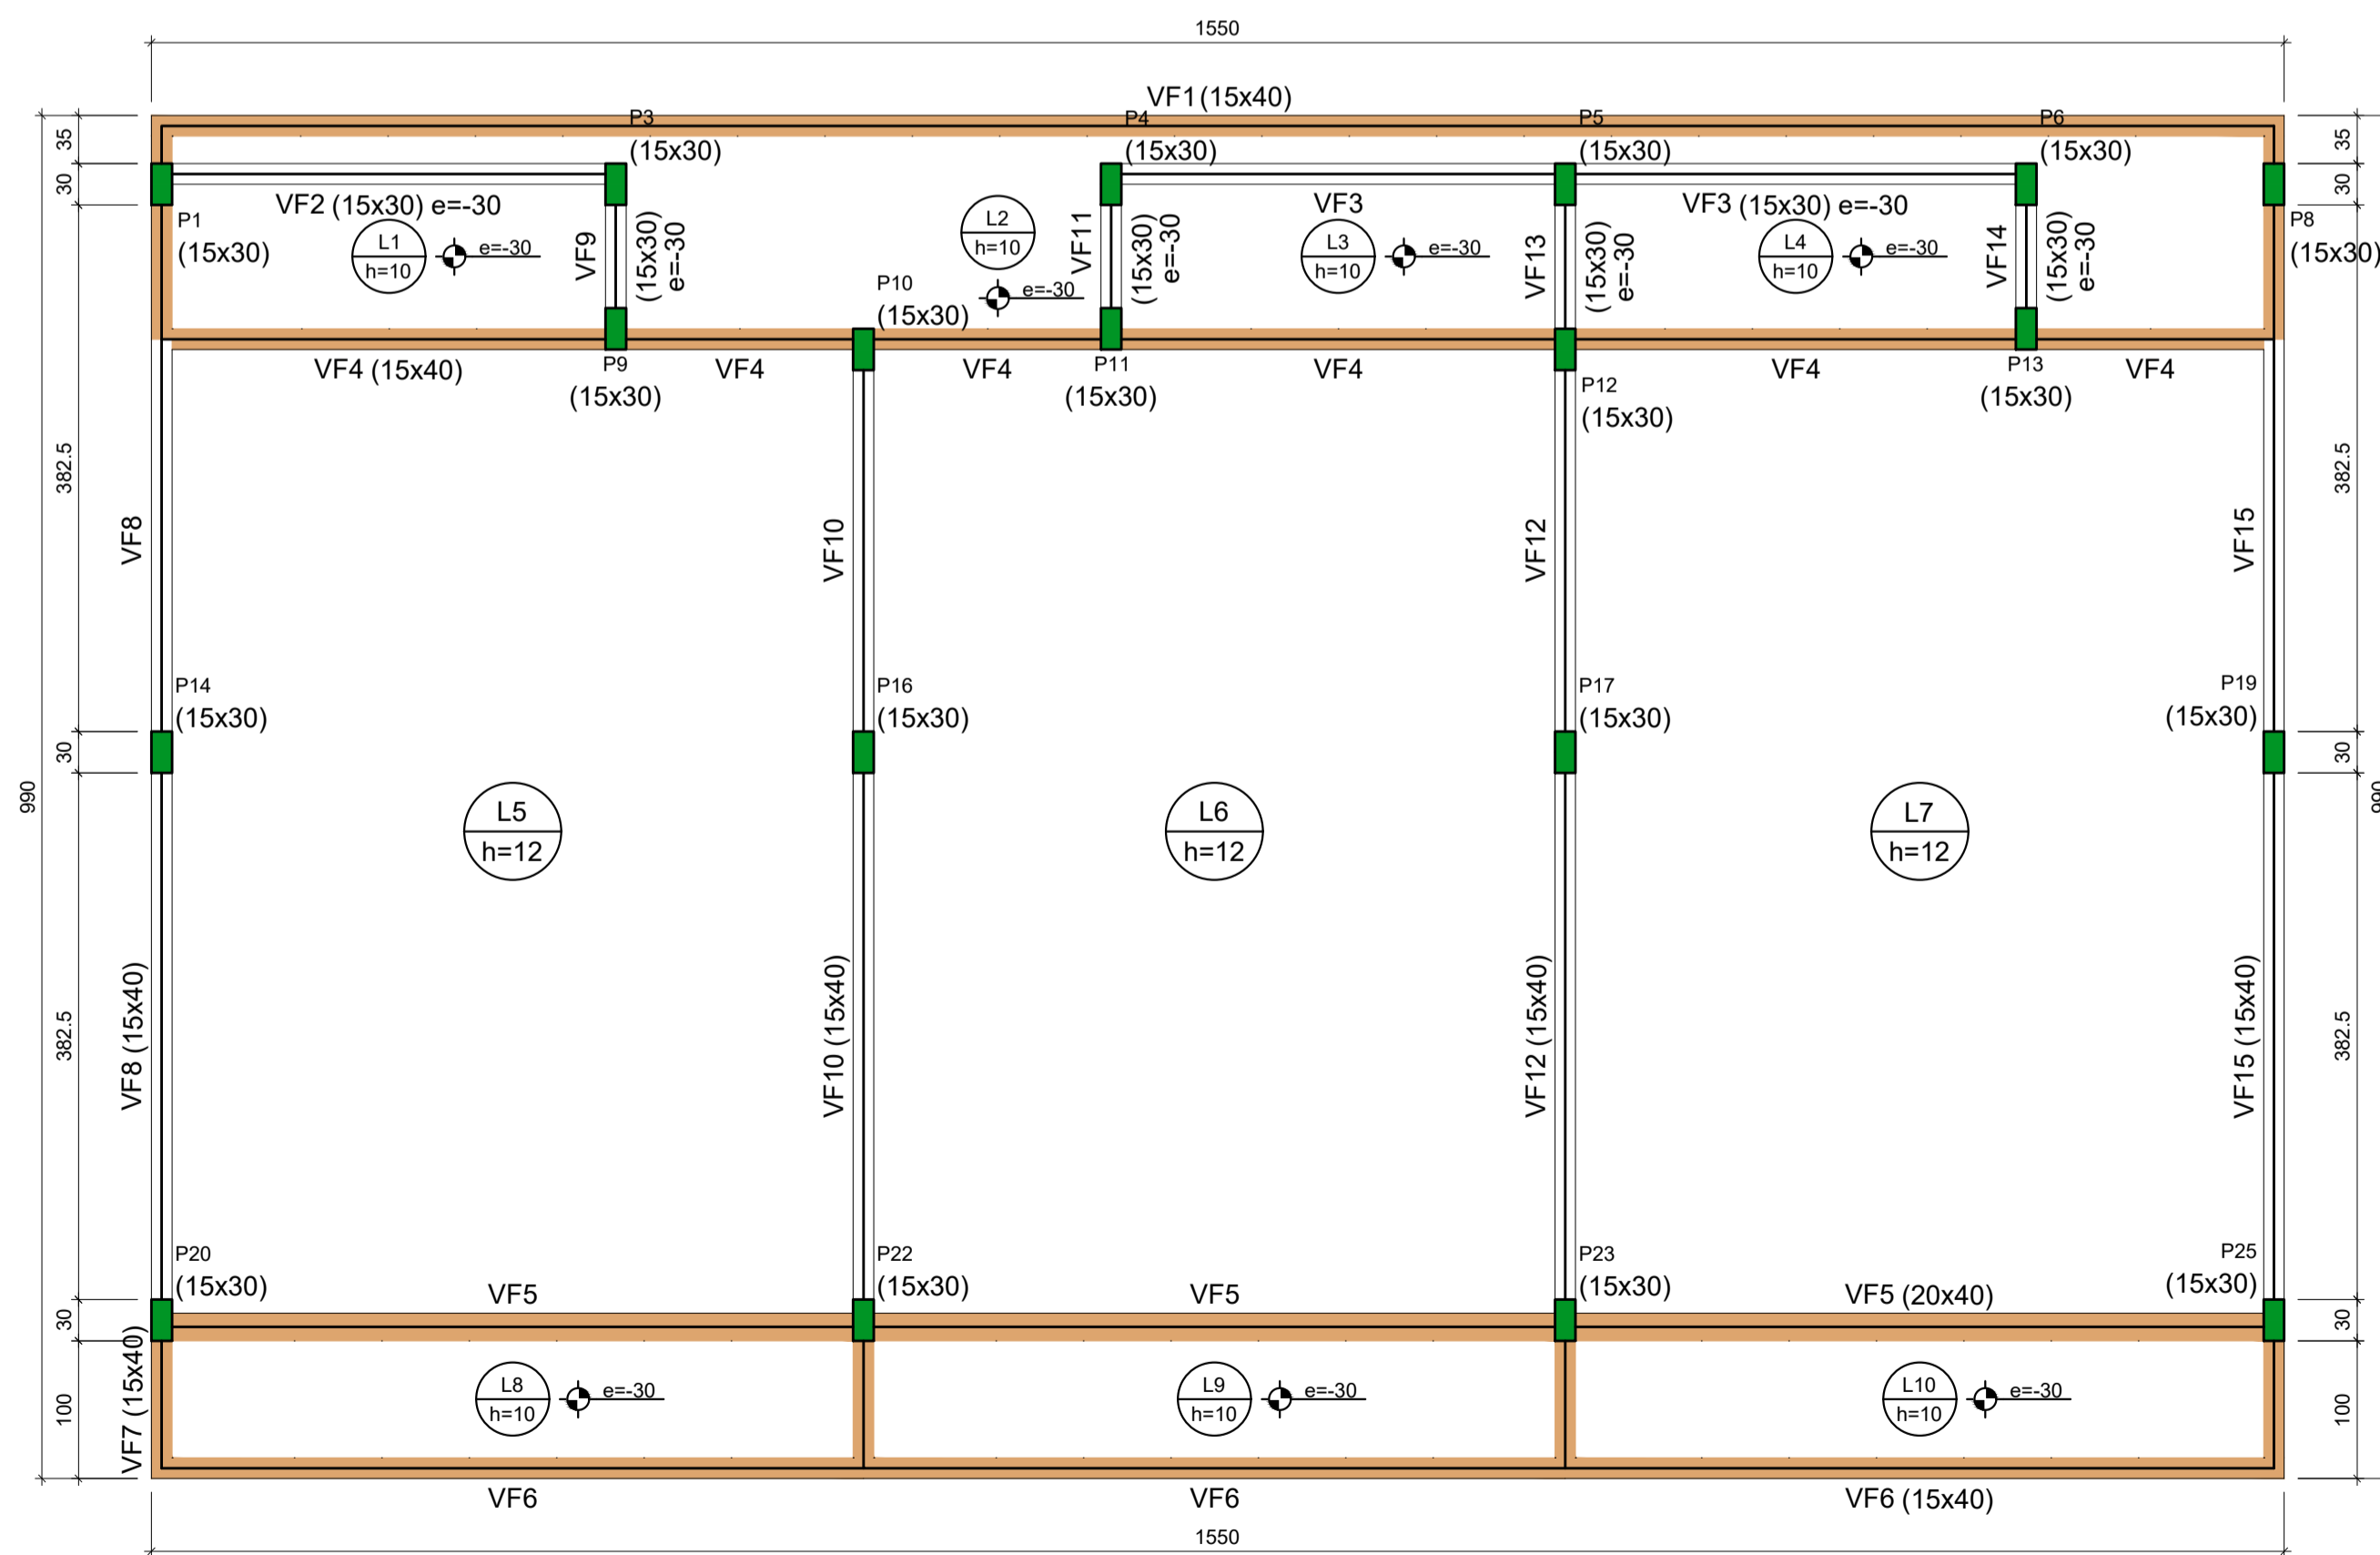 1550
VF1 (15x40)
P3
P4
P5
P6
35
35
(15x30)
(15x30)
(15x30)
(15x30)
30
30
VF2 (15x30) e=-30
VF3
VF3 (15x30) e=-30
P1
(15x30)
L1
h=10
e=-30
VF9
(15x30)
e=-30
L2
h=10
e=-30
VF11
(15x30)
e=-30
L3
h=10
e=-30
VF13
(15x30)
e=-30
L4
h=10
e=-30
VF14
(15x30)
e=-30
P8
(15x30)
P10
(15x30)
VF4 (15x40)
P9
(15x30)
VF4
VF4
P11
(15x30)
VF4
P12
(15x30)
VF4
P13
(15x30)
VF4
382.5
382.5
VF8
VF10
VF12
VF15
P14
(15x30)
P16
(15x30)
P17
(15x30)
P19
(15x30)
30
30
990
990
L5
h=12
L6
h=12
L7
h=12
382.5
382.5
VF8 (15x40)
VF10 (15x40)
VF12 (15x40)
VF15 (15x40)
P20
(15x30)
P22
(15x30)
P23
(15x30)
P25
(15x30)
VF5
VF5
VF5 (20x40)
30
30
VF7 (15x40)
100
100
L8
h=10
e=-30
L9
h=10
e=-30
L10
h=10
e=-30
VF6
VF6
VF6 (15x40)
1550